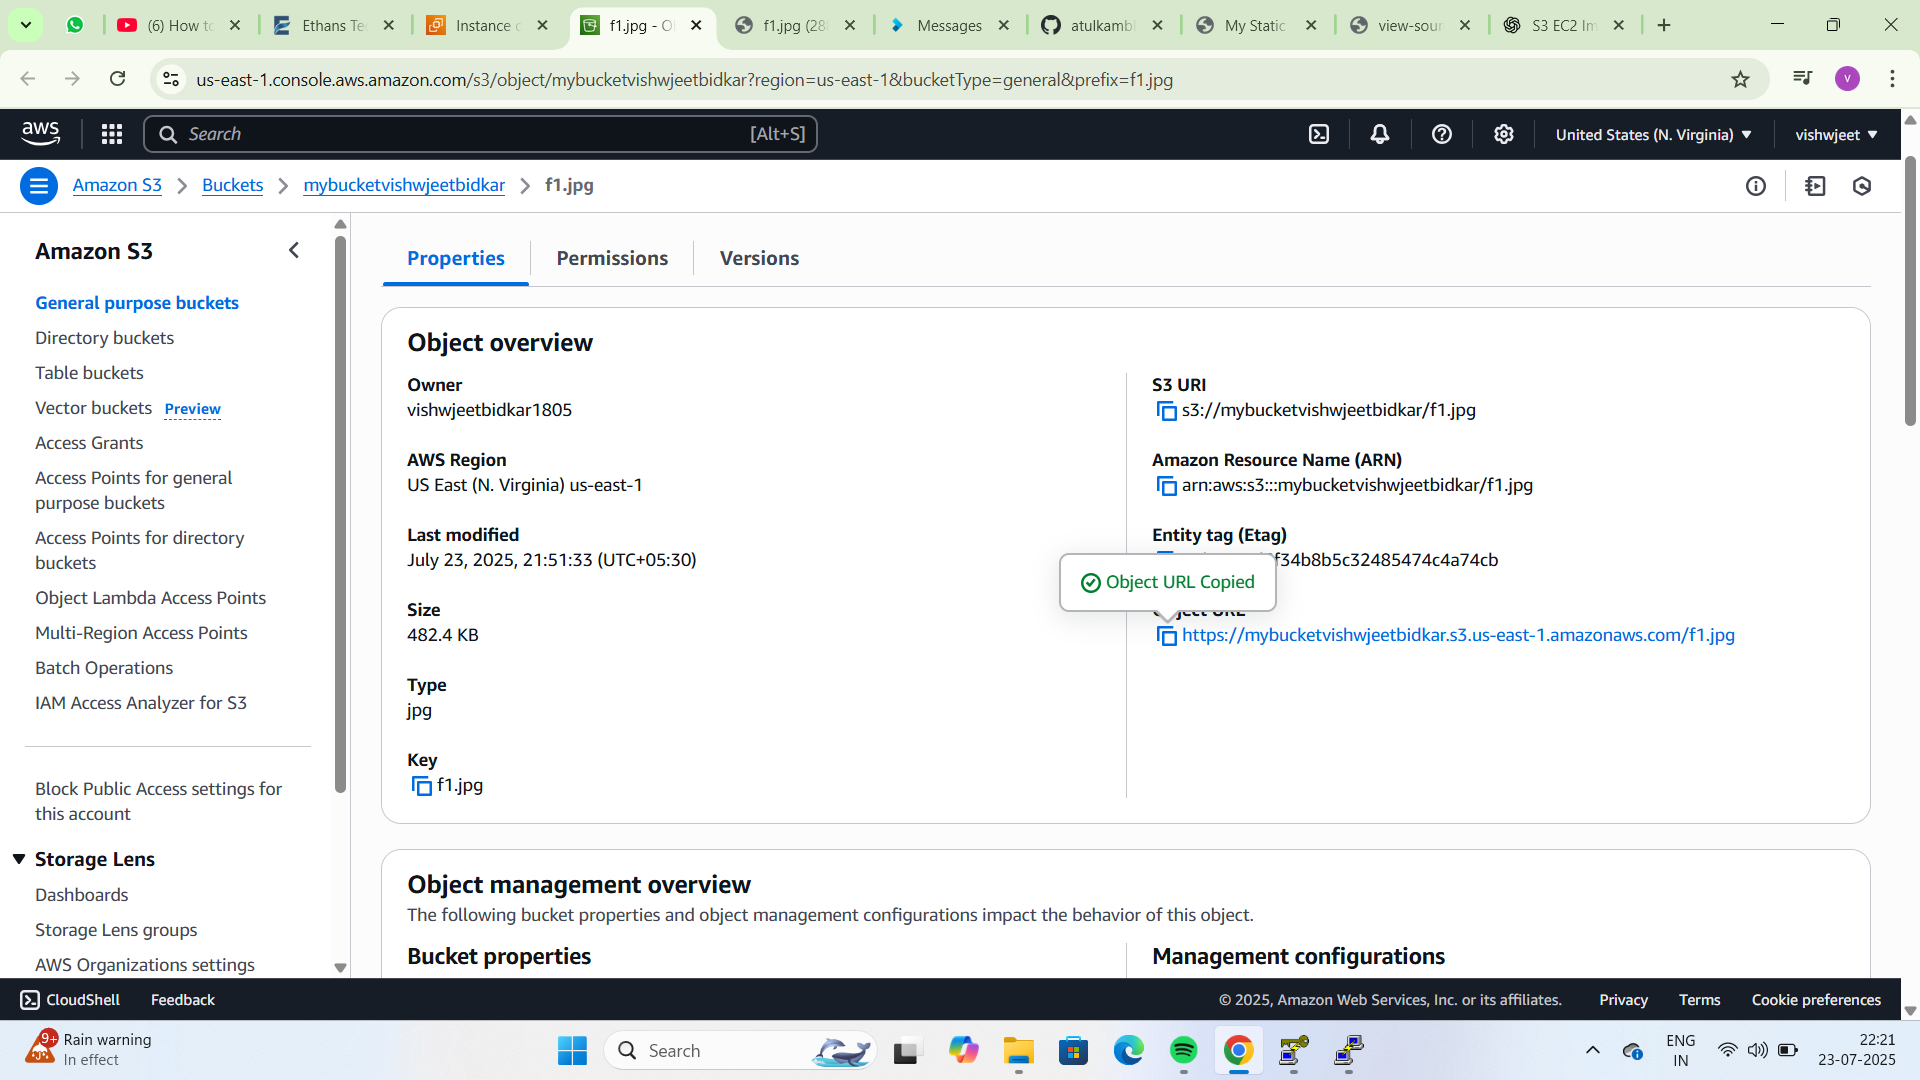 (6) How to
Ethans Te
Instance
f1.jpg - O
f1.jpg (28
Messages
atulkambl
My Static
view-sour
S3 EC2 Im
us-east-1.console.aws.amazon.com/s3/object/mybucketvishwjeetbidkar?region=us-east-1&bucketType=general&prefix=f1.jpg
V
aws
Search
[Alt+S]
United States (N. Virginia)
vishwjeet
Amazon S3
Buckets
mybucketvishwjeetbidkar
f1.jpg
Amazon S3
General purpose buckets
Directory buckets
Table buckets
Vector buckets Preview
Access Grants
Access Points for general
purpose buckets
Access Points for directory
buckets
Object Lambda Access Points
Multi-Region Access Points
Batch Operations
IAM Access Analyzer for S3
Block Public Access settings for
this account
Storage Lens
Dashboards
Storage Lens groups
AWS Organizations settings
Properties
Permissions
Versions
Object overview
Owner
vishwjeetbidkar1805
AWS Region
US East (N. Virginia) us-east-1
Last modified
July 23, 2025, 21:51:33 (UTC+05:30)
Size
482.4 KB
Type
jpg
Key
f1.jpg
S3 URI
s3://mybucketvishwjeetbidkar/f1.jpg
Amazon Resource Name (ARN)
arn:aws:s3:::mybucketvishwjeetbidkar/f1.jpg
Entity tag (Etag)
f34b8b5c32485474c4a74cb
Object URL Copied
Object URL
https://mybucketvishwjeetbidkar.s3.us-east-1.amazonaws.com/f1.jpg
Object management overview
The following bucket properties and object management configurations impact the behavior of this object.
Bucket properties
Management configurations
CloudShell
Feedback
© 2025, Amazon Web Services, Inc. or its affiliates.
Privacy
Terms
Cookie preferences
9+
Rain warning
In effect
Search
ENG
IN
22:21
23-07-2025